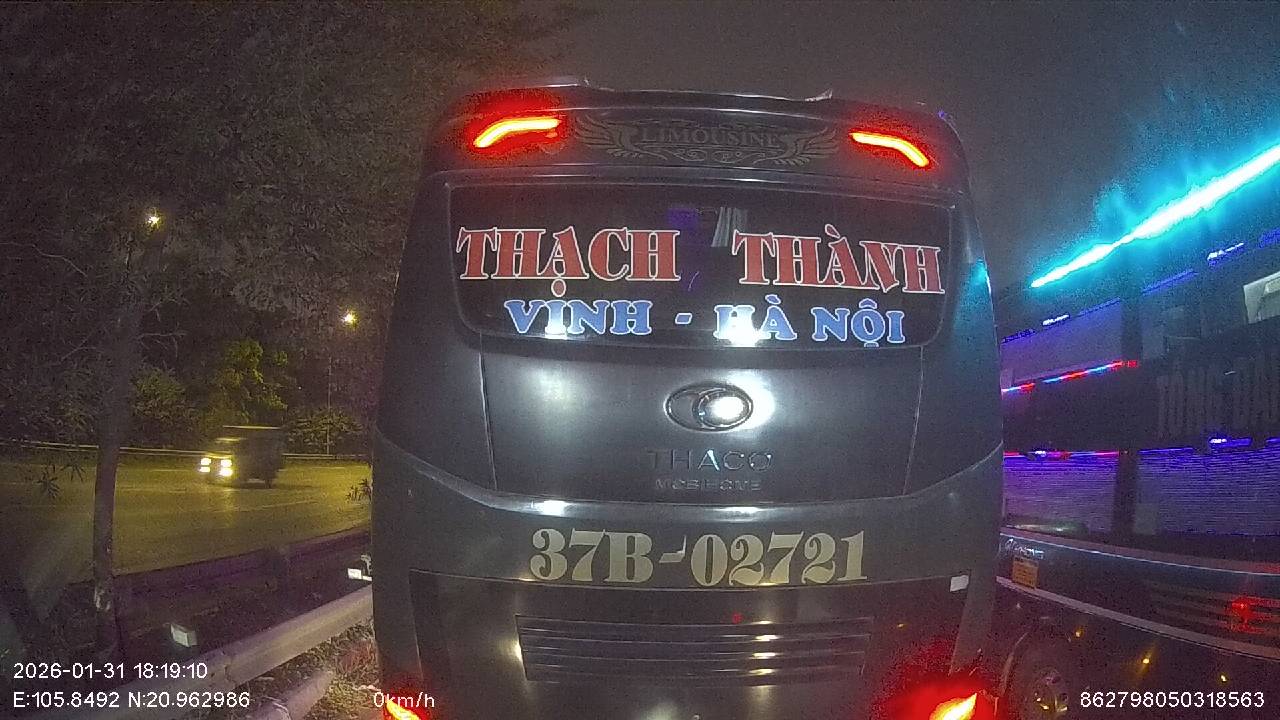 LIMOUSINE
THẠCH THÀNH
VINH - HÀ NỘI
THACO
MOBIHOME
37B-02721
2026-01-31 18:19:10
E:105.8492 N:20.962986
0km/h
862798050318563